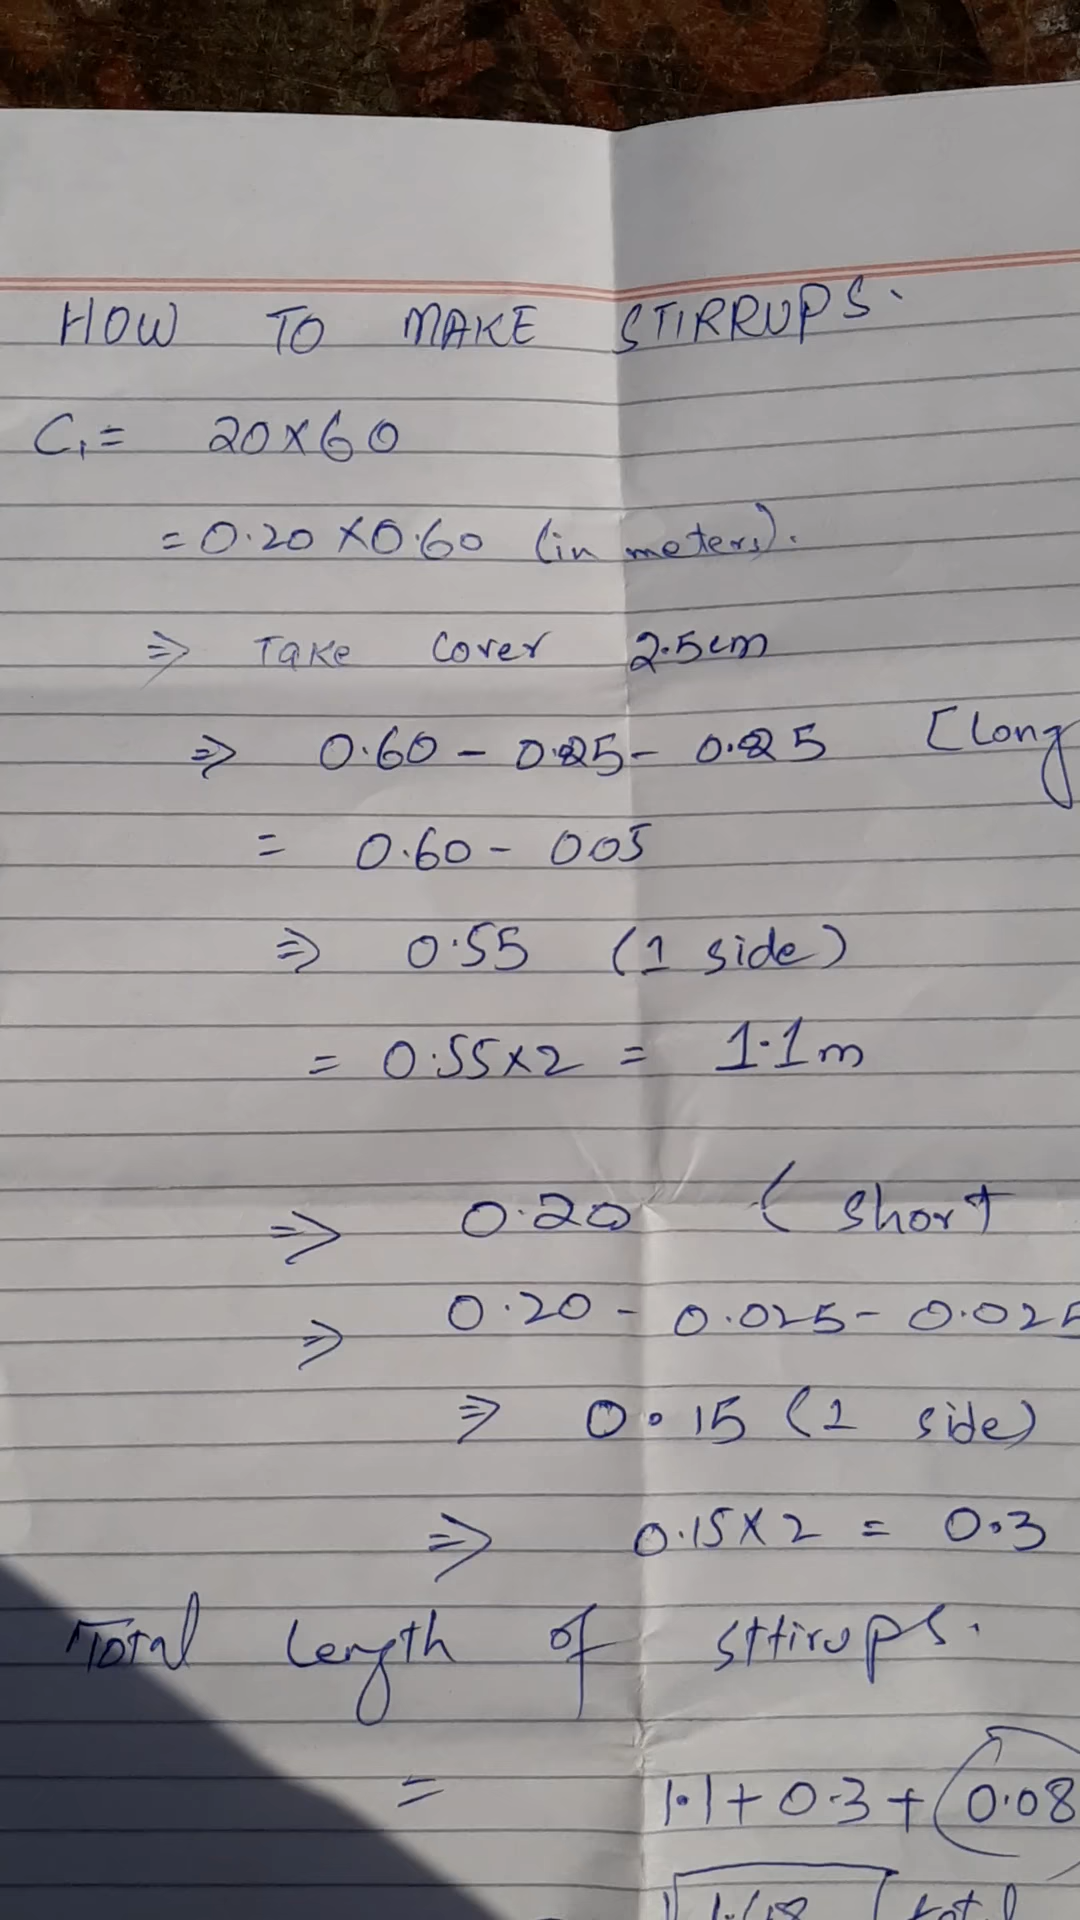 HOW TO MAKE STIRRUPS.
C1= 20×60
=0.20×0.60 (in meters).
⇒ Take Cover 2.5cm
⇒ 0.60 - 0.25 - 0.25 [Long
= 0.60 - 005
⇒ 0.55 (1 side)
= 0.55×2 = 1.1m
⇒ 0.20 ( short
⇒ 0.20 - 0.025 - 0.025
⇒ 0.15 (1 side)
⇒ 0.15×2 = 0.3
Total Length of sttirups.
= 1.1+0.3+(0.08
total